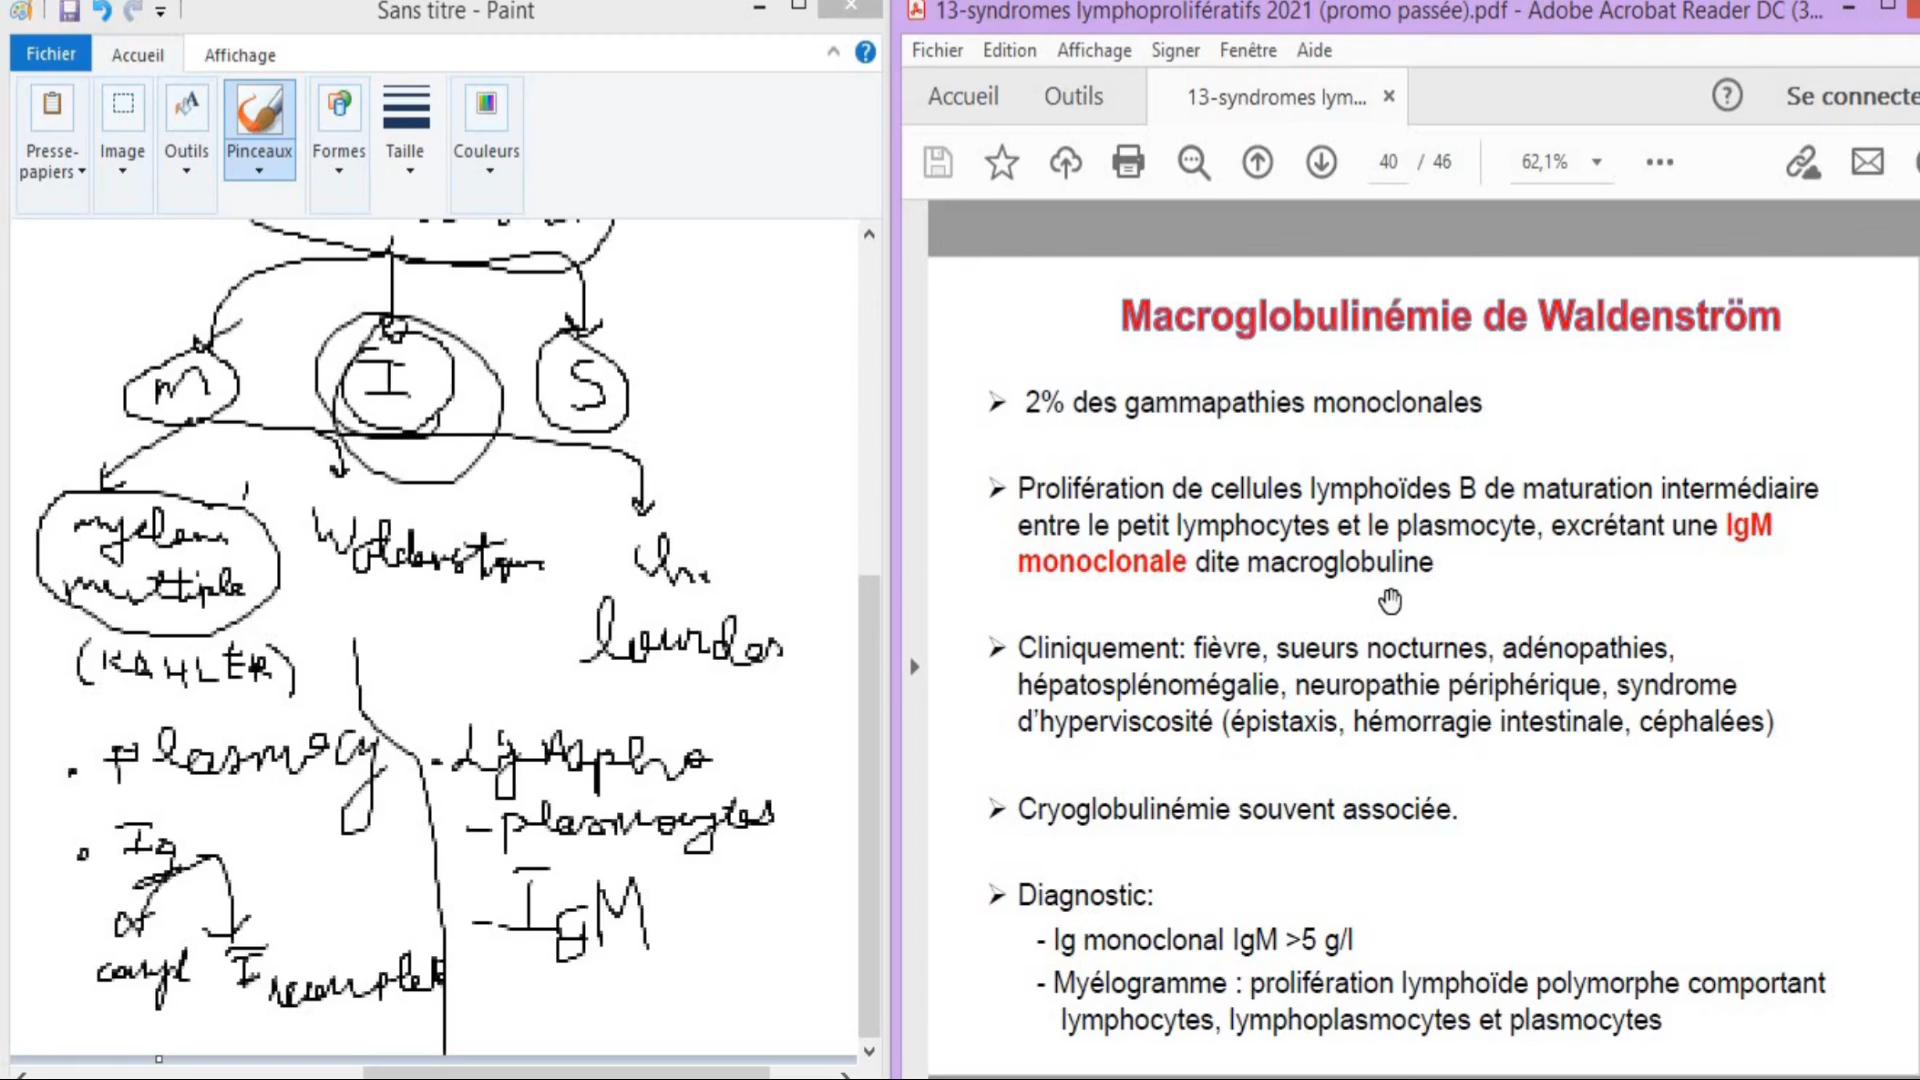 Sans titre - Paint
Fichier
Accueil
Affichage
Presse-
papiers
Image
Outils
Pinceaux
Formes
Taille
Couleurs
M
I
S
myelom
multiple
(KAHLER)
lourdes
. plasmocy
. Lympho
- plasmocytes
. Ig
- IgM
compl
Incomplet
13-syndromes lymphoprolifératifs 2021 (promo passée).pdf - Adobe Acrobat Reader DC (3...
Fichier Edition Affichage Signer Fenêtre Aide
Accueil
Outils
13-syndromes lym...
Se connecte
40 / 46
62,1%
Macroglobulinémie de Waldenström
➢ 2% des gammapathies monoclonales
➢ Prolifération de cellules lymphoïdes B de maturation intermédiaire
entre le petit lymphocytes et le plasmocyte, excrétant une IgM
monoclonale dite macroglobuline
➢ Cliniquement: fièvre, sueurs nocturnes, adénopathies,
hépatosplénomégalie, neuropathie périphérique, syndrome
d’hyperviscosité (épistaxis, hémorragie intestinale, céphalées)
➢ Cryoglobulinémie souvent associée.
➢ Diagnostic:
- Ig monoclonal IgM >5 g/l
- Myélogramme : prolifération lymphoïde polymorphe comportant
lymphocytes, lymphoplasmocytes et plasmocytes